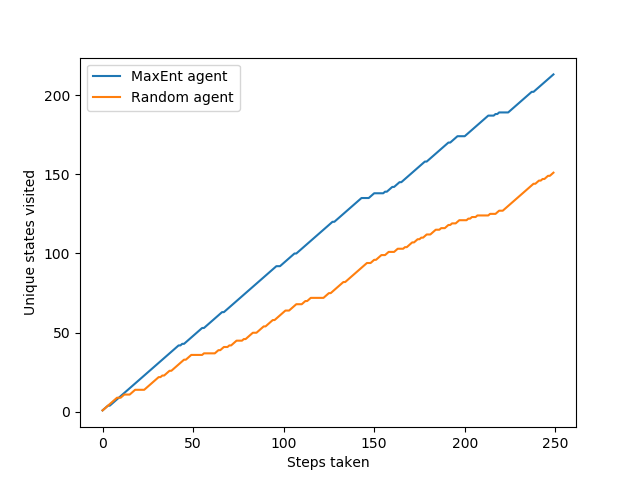 MaxEnt agent
Random agent
200
150
100
50
0
Unique states visited
0 50 100 150 200 250
Steps taken